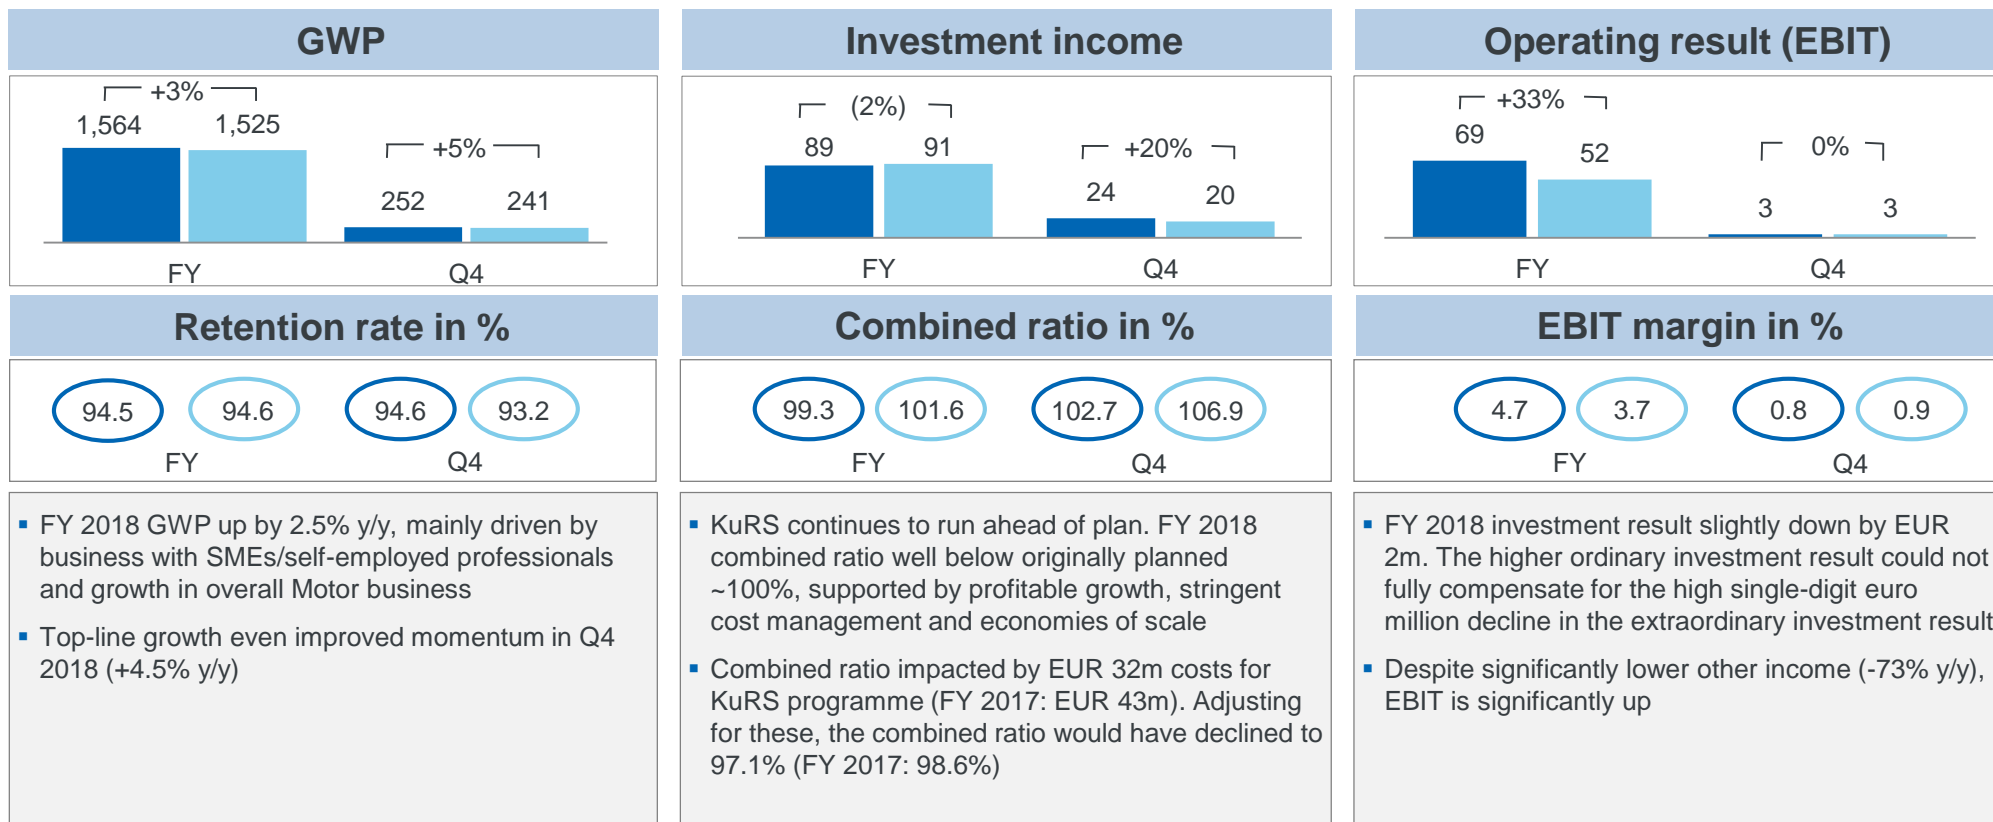 GWP
+3%
1,564
1,525
+5%
252
241
FY
Q4
Investment income
(2%)
89
91
+20%
24
20
FY
Q4
Operating result (EBIT)
+33%
69
52
0%
3
3
FY
Q4
Retention rate in %
94.5
94.6
94.6
93.2
FY
Q4
Combined ratio in %
99.3
101.6
102.7
106.9
FY
Q4
EBIT margin in %
4.7
3.7
0.8
0.9
FY
Q4
▪ FY 2018 GWP up by 2.5% y/y, mainly driven by
business with SMEs/self-employed professionals
and growth in overall Motor business
▪ Top-line growth even improved momentum in Q4
2018 (+4.5% y/y)
▪ KuRS continues to run ahead of plan. FY 2018
combined ratio well below originally planned
~100%, supported by profitable growth, stringent
cost management and economies of scale
▪ Combined ratio impacted by EUR 32m costs for
KuRS programme (FY 2017: EUR 43m). Adjusting
for these, the combined ratio would have declined to
97.1% (FY 2017: 98.6%)
▪ FY 2018 investment result slightly down by EUR
2m. The higher ordinary investment result could not
fully compensate for the high single-digit euro
million decline in the extraordinary investment result
▪ Despite significantly lower other income (-73% y/y),
EBIT is significantly up